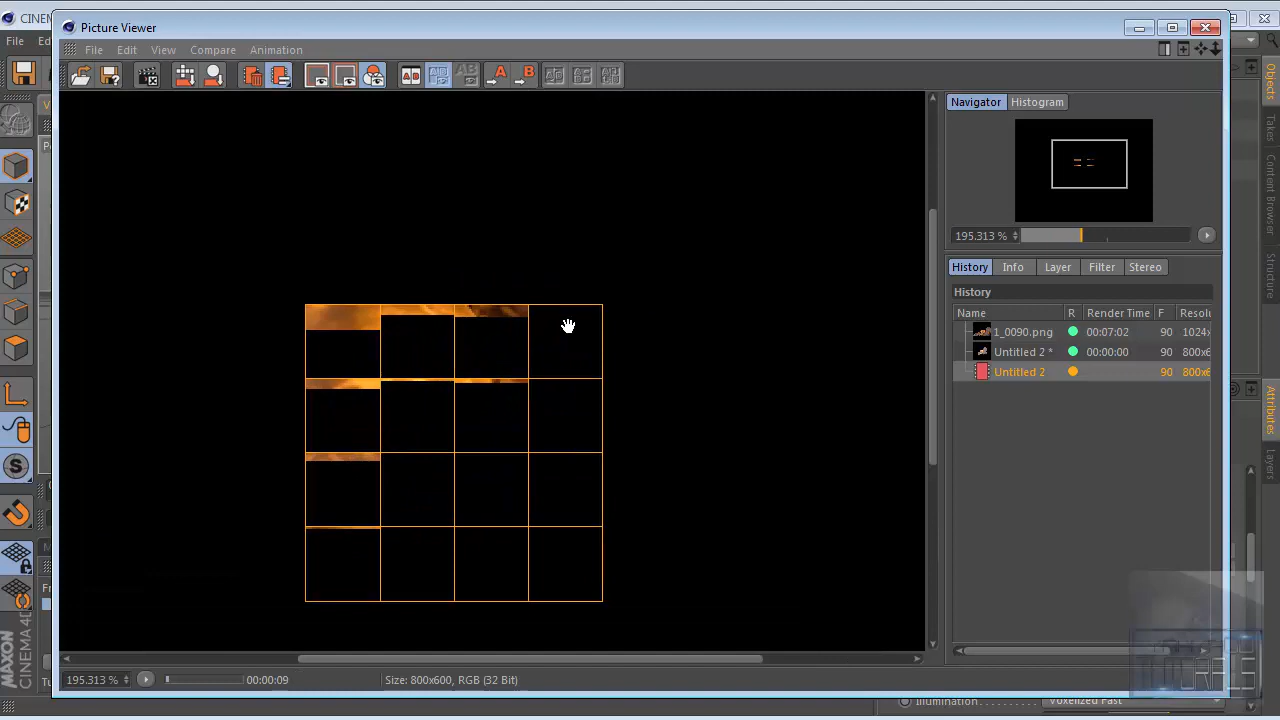 CINEM
Picture Viewer
File Ed
File Edit View Compare Animation
Navigator Histogram
195.313 %
History Info Layer Filter Stereo
History
Name R Render Time F Resolu
1_0090.png 00:07:02 90 1024x
Untitled 2 * 00:00:00 90 800x6
Untitled 2 90 800x6
Objects
Takes
Content Browser
Structure
Attributes
Layers
MAXON
CINEMA 4D
195.313 % 00:00:09 Size: 800x600, RGB (32 Bit)
Illumination Voxelized Fast